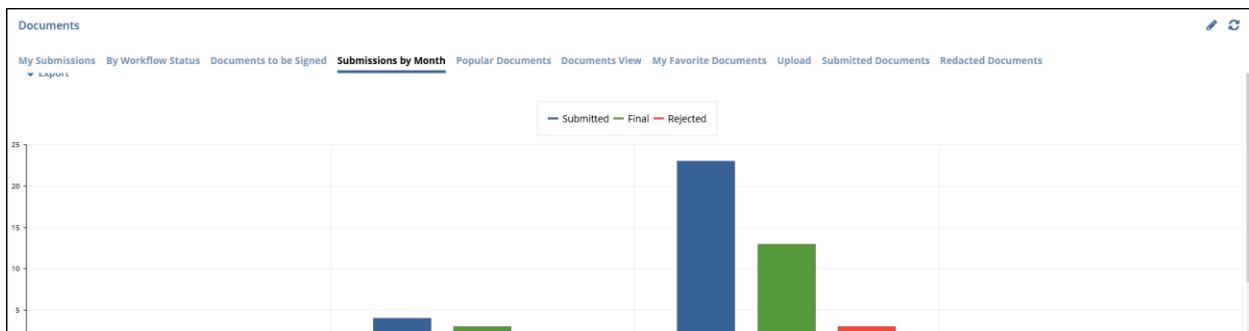 Documents
My Submissions By Workflow Status Documents to be Signed Submissions by Month Popular Documents Documents View My Favorite Documents Upload Submitted Documents Redacted Documents
Export
Submitted Final Rejected
25
20
15
10
5